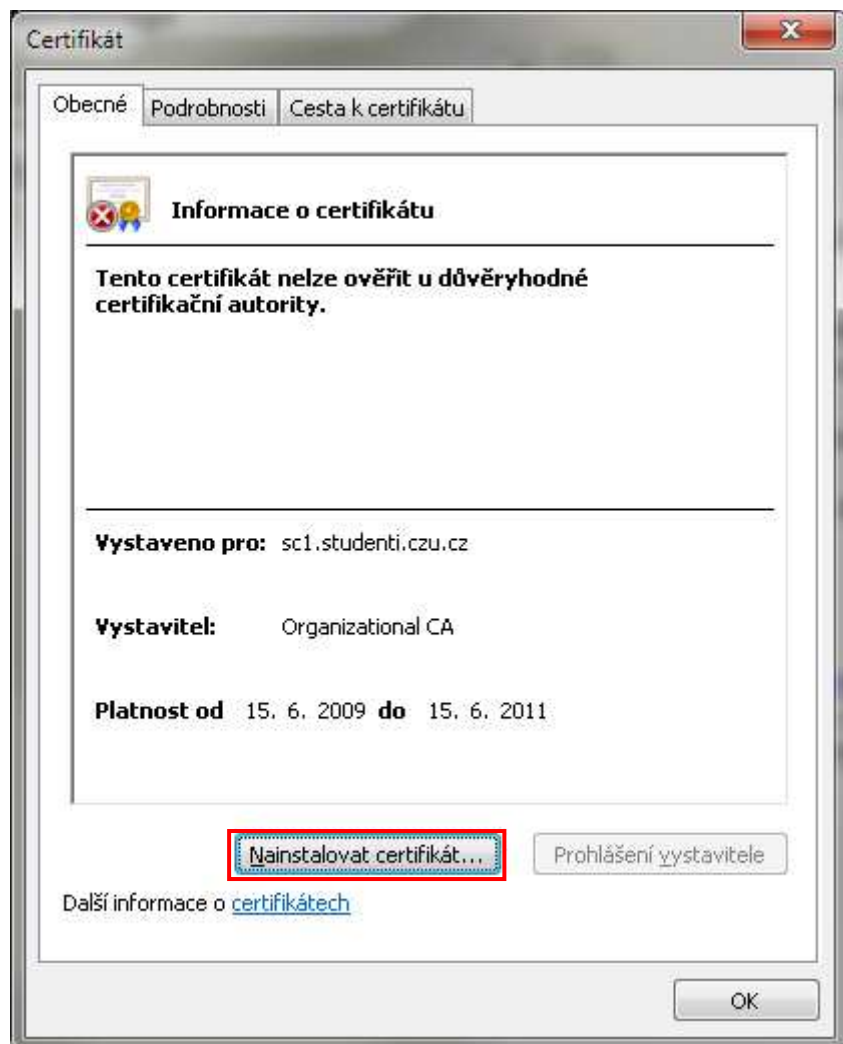 Certifikát
Obecné Podrobnosti Cesta k certifikátu
Informace o certifikátu
Tento certifikát nelze ověřit u důvěryhodné
certifikační autority.
Vystaveno pro: sc1.studenti.czu.cz
Vystavitel: Organizational CA
Platnost od 15. 6. 2009 do 15. 6. 2011
Nainstalovat certifikát... Prohlášení vystavitele
Další informace o certifikátech
OK